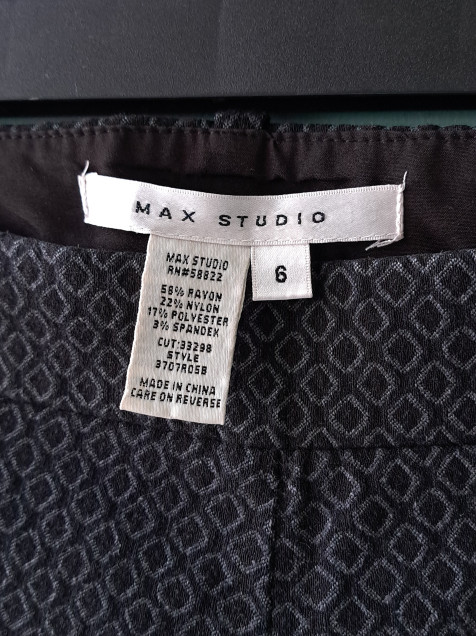 MAX STUDIO
MAX STUDIO
RN#58822
58% RAYON
22% NYLON
17% POLYESTER
3% SPANDEX
CUT:33298
STYLE
3707R05B
MADE IN CHINA
CARE ON REVERSE
6